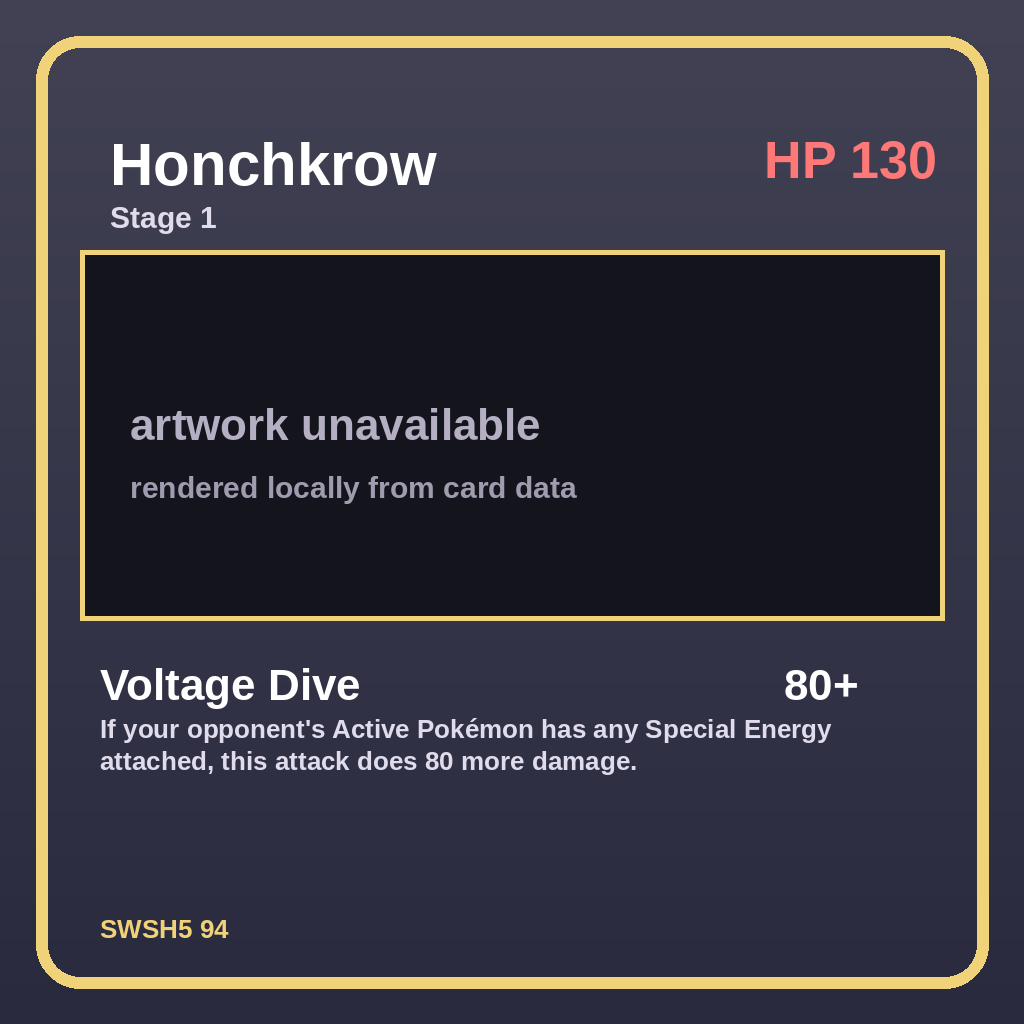 Honchkrow
HP 130
Stage 1
artwork unavailable
rendered locally from card data
Voltage Dive
80+
If your opponent's Active Pokémon has any Special Energy
attached, this attack does 80 more damage.
SWSH5 94